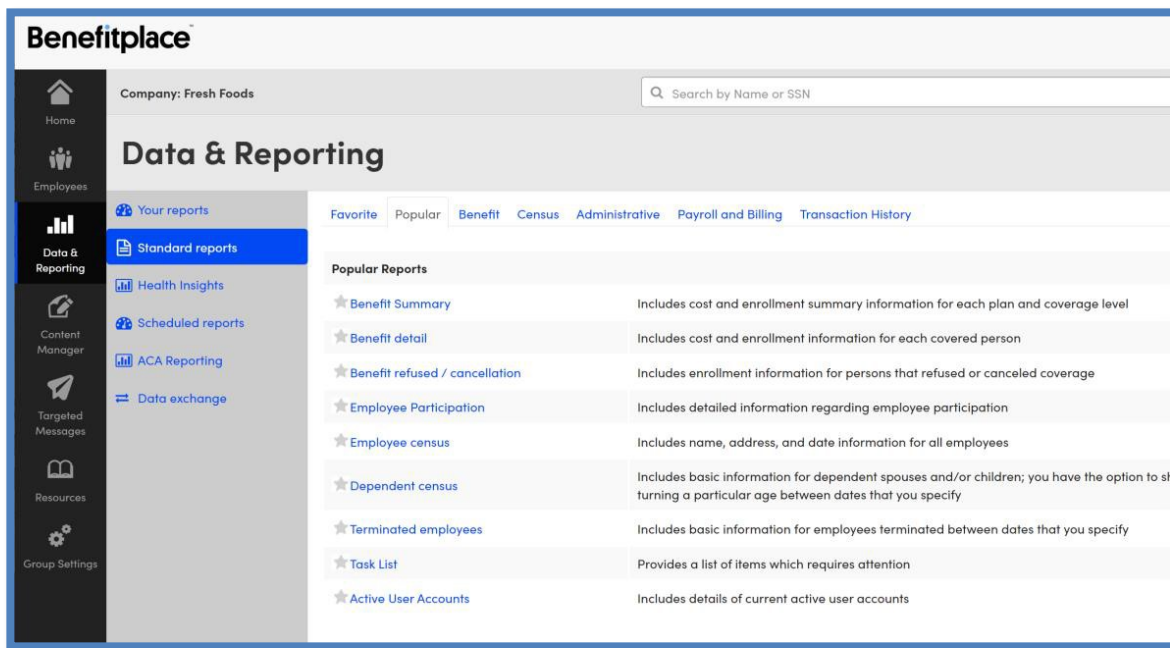 Benefitplace™
Company: Fresh Foods
Search by Name or SSN
Home
Employees
Data &
Reporting
Content
Manager
Targeted
Messages
Resources
Group Settings
Data & Reporting
Your reports
Standard reports
Health Insights
Scheduled reports
ACA Reporting
Data exchange
Favorite Popular Benefit Census Administrative Payroll and Billing Transaction History
Popular Reports
Benefit Summary Includes cost and enrollment summary information for each plan and coverage level
Benefit detail Includes cost and enrollment information for each covered person
Benefit refused / cancellation Includes enrollment information for persons that refused or canceled coverage
Employee Participation Includes detailed information regarding employee participation
Employee census Includes name, address, and date information for all employees
Dependent census Includes basic information for dependent spouses and/or children; you have the option to
turning a particular age between dates that you specify
Terminated employees Includes basic information for employees terminated between dates that you specify
Task List Provides a list of items which requires attention
Active User Accounts Includes details of current active user accounts